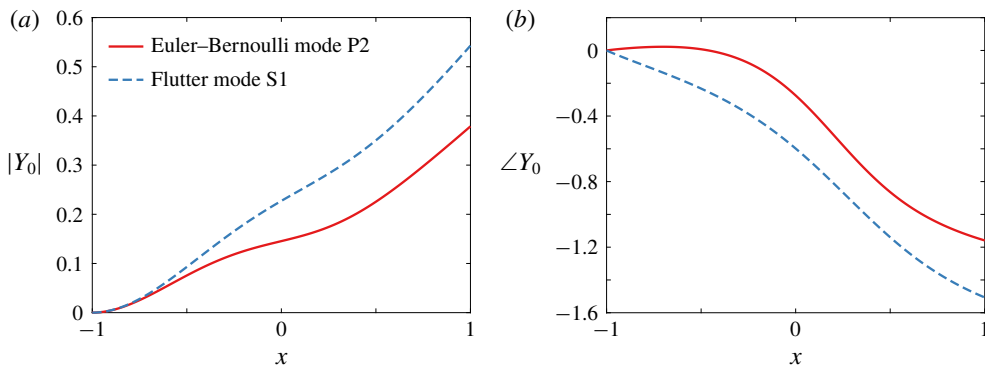 (a)
0.6
0.5
0.4
|Y0|
0.3
0.2
0.1
0
Euler–Bernoulli mode P2
Flutter mode S1
−1
0
1
x
(b)
0
−0.4
∠Y0
−0.8
−1.2
−1.6
−1
0
1
x